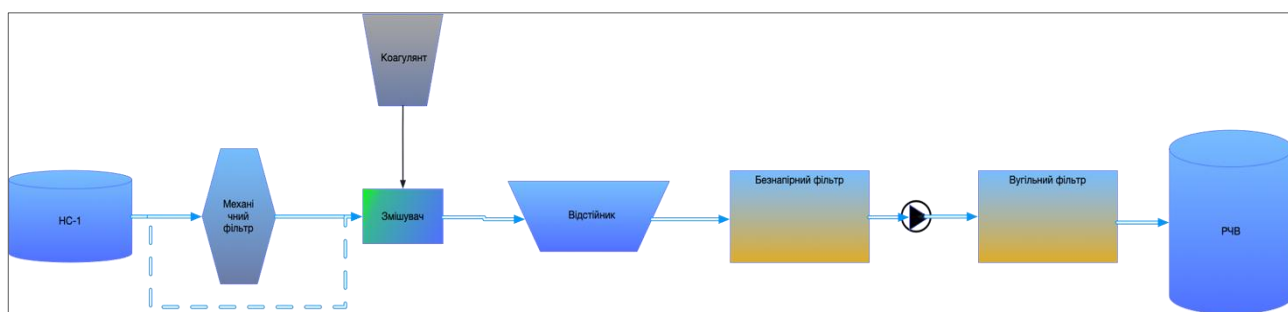 Коагулянт
НС-1
Механі
чний
фільтр
Змішувач
Відстійник
Безнапірний фільтр
Вугільний фільтр
РЧВ